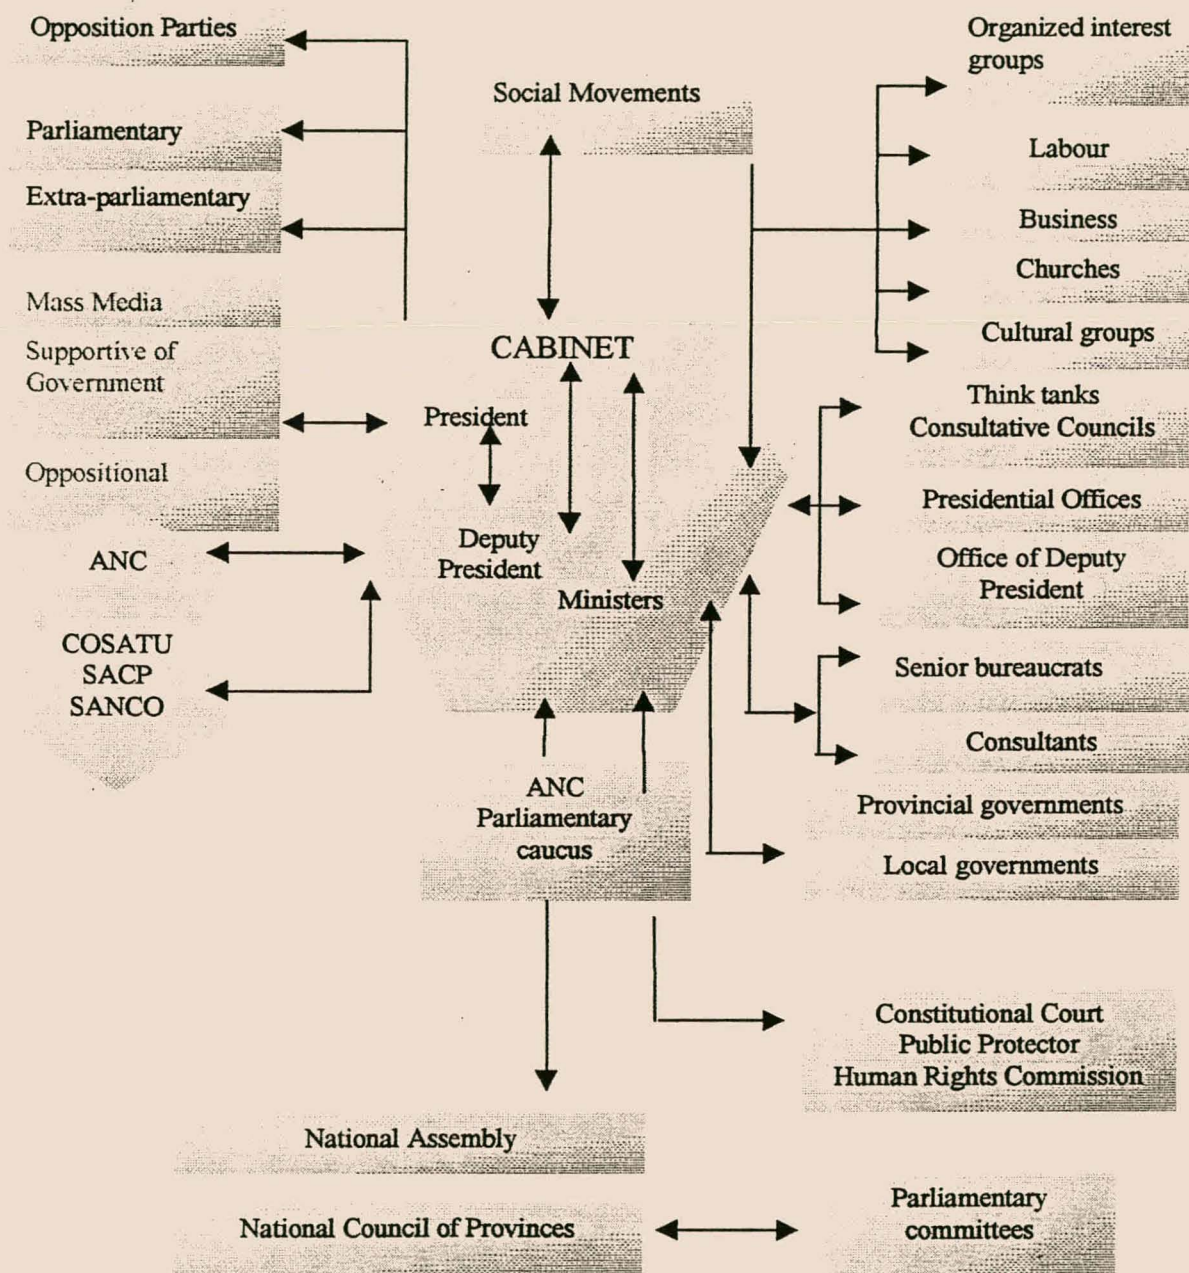 Opposition Parties
Parliamentary
Extra-parliamentary
Mass Media
Supportive of
Government
Oppositional
ANC
COSATU
SACP
SANCO
Social Movements
CABINET
President
Deputy
President
Ministers
ANC
Parliamentary
caucus
Organized interest
groups
Labour
Business
Churches
Cultural groups
Think tanks
Consultative Councils
Presidential Offices
Office of Deputy
President
Senior bureaucrats
Consultants
Provincial governments
Local governments
Constitutional Court
Public Protector
Human Rights Commission
National Assembly
National Council of Provinces
Parliamentary
committees